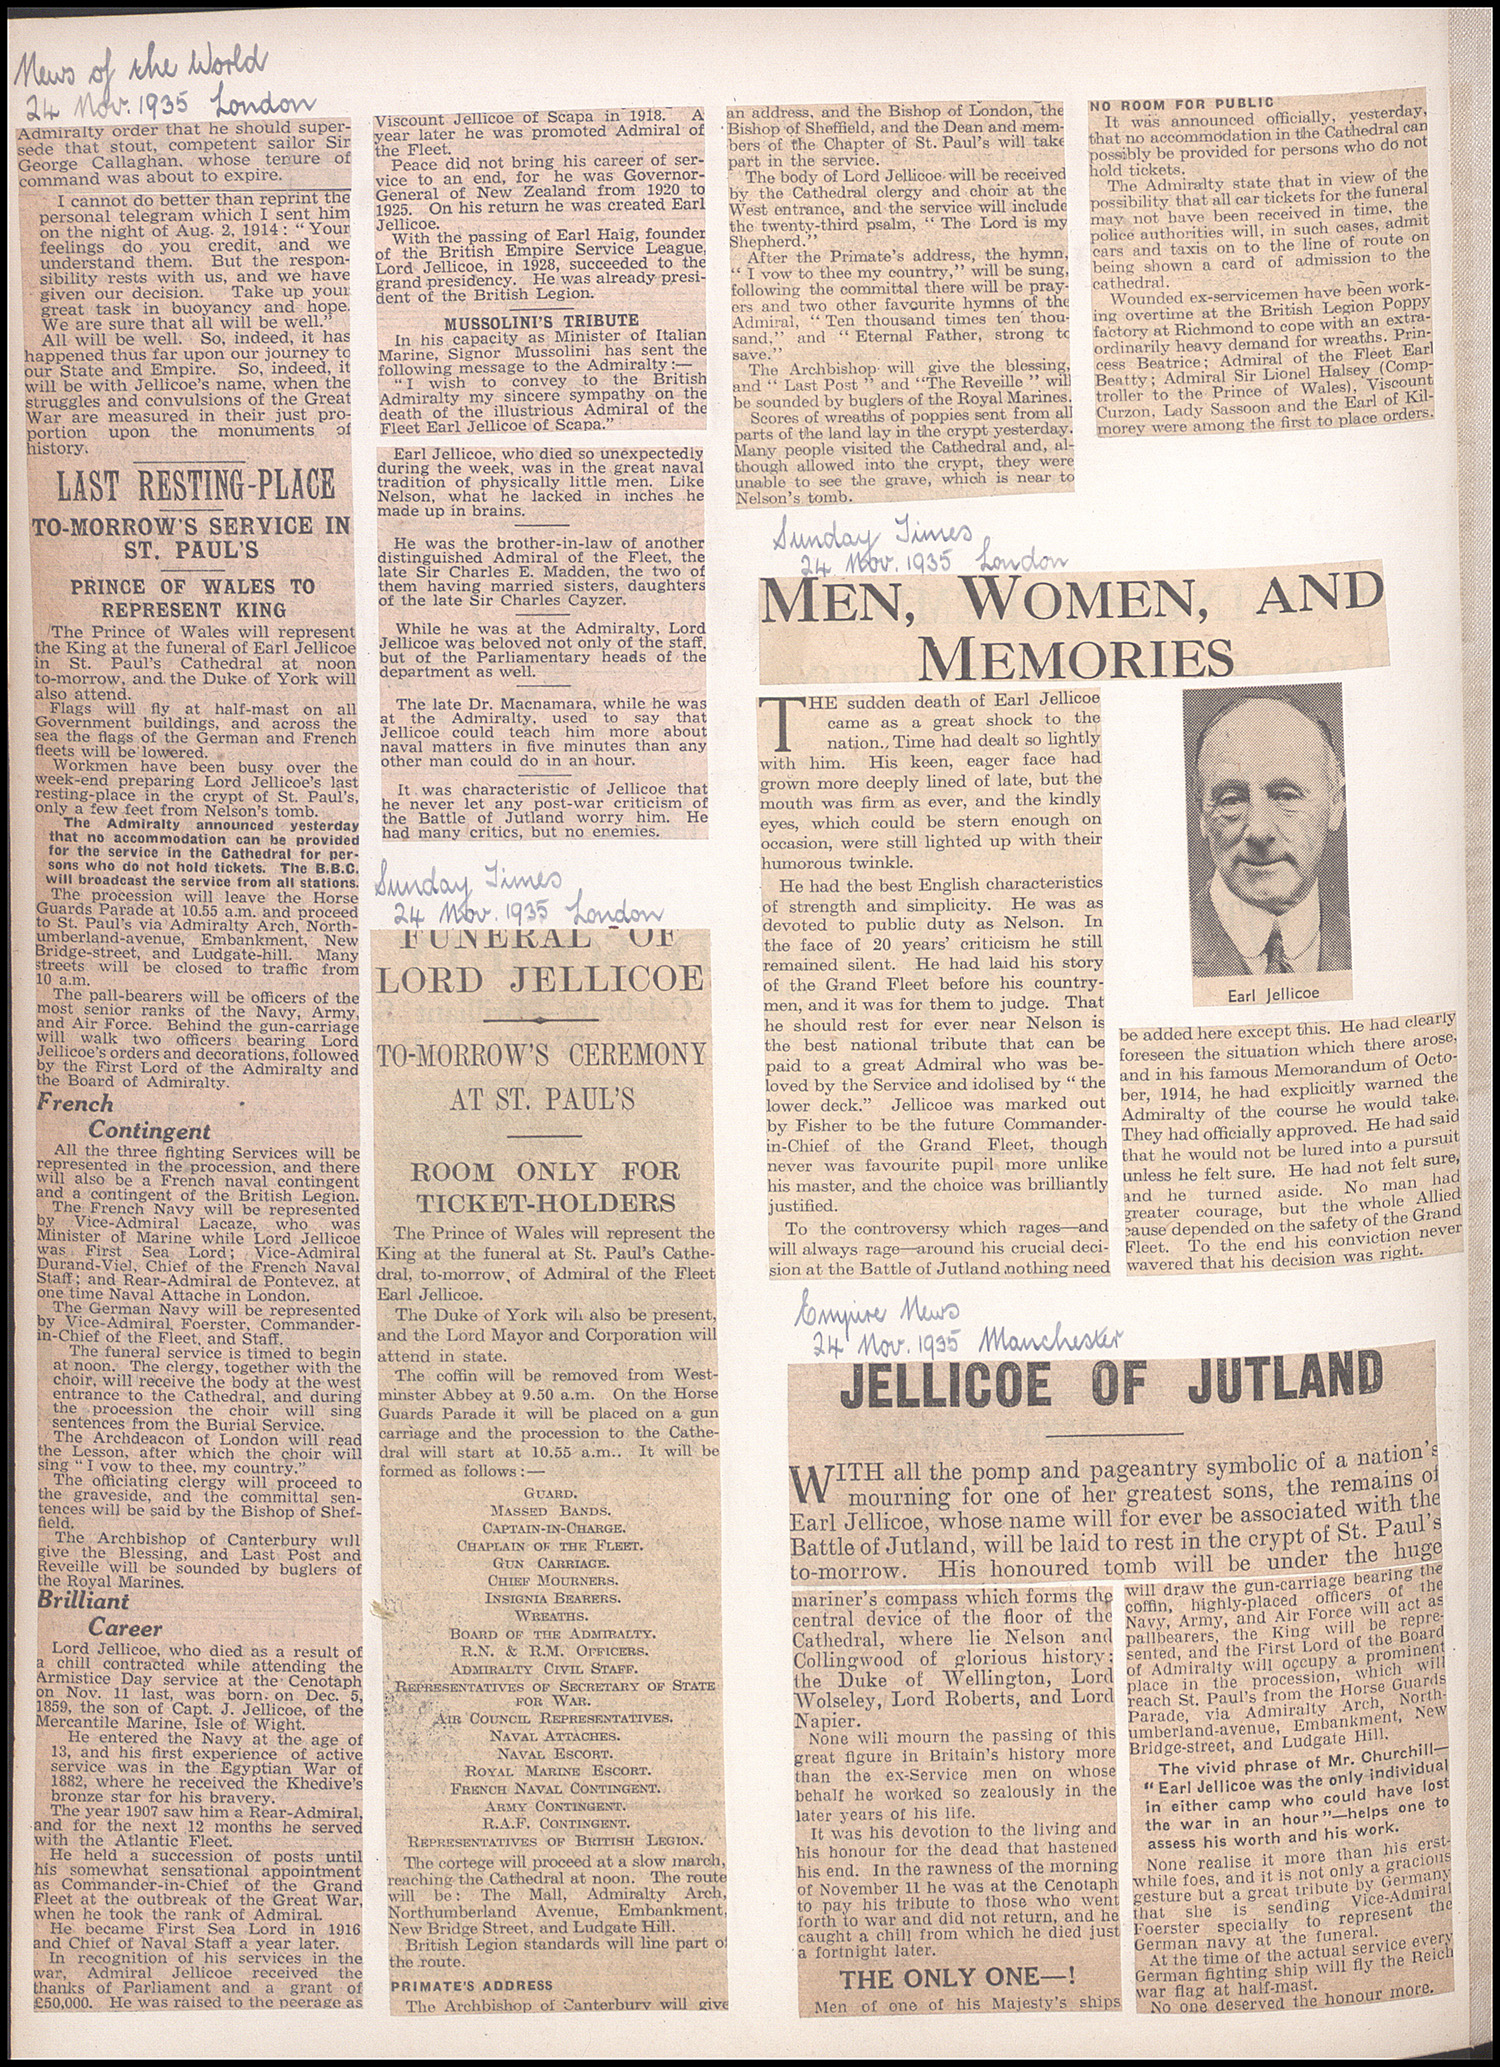 News of the World
24 Nov. 1935 London
Admiralty order that he should super-
sede that stout, competent sailor Sir
George Callaghan, whose tenure of
command was about to expire.
I cannot do better than reprint the
personal telegram which I sent him
on the night of Aug. 2, 1914: "Your
feelings do you credit, and we
understand them. But the respon-
sibility rests with us, and we have
given our decision. Take up your
great task in buoyancy and hope.
We are sure that all will be well."
All will be well. So, indeed, it has
happened thus far upon our journey to
our State and Empire. So, indeed, it
will be with Jellicoe's name, when the
struggles and convulsions of the Great
War are measured in their just pro-
portion upon the monuments of
history.
LAST RESTING-PLACE
TO-MORROW'S SERVICE IN
ST. PAUL'S
PRINCE OF WALES TO
REPRESENT KING
The Prince of Wales will represent
the King at the funeral of Earl Jellicoe
in St. Paul's Cathedral at noon
to-morrow, and the Duke of York will
also attend.
Flags will fly at half-mast on all
Government buildings, and across the
sea the flags of the German and French
fleets will be lowered.
Workmen have been busy over the
week-end preparing Lord Jellicoe's last
resting-place in the crypt of St. Paul's,
only a few feet from Nelson's tomb.
The Admiralty announced yesterday
that no accommodation can be provided
for the service in the Cathedral for per-
sons who do not hold tickets. The B.B.C.
will broadcast the service from all stations.
The procession will leave the Horse
Guards Parade at 10.55 a.m. and proceed
to St. Paul's via Admiralty Arch, North-
umberland-avenue, Embankment, New
Bridge-street, and Ludgate-hill. Many
streets will be closed to traffic from
10 a.m.
The pall-bearers will be officers of the
most senior ranks of the Navy, Army,
and Air Force. Behind the gun-carriage
will walk two officers bearing Lord
Jellicoe's orders and decorations, followed
by the First Lord of the Admiralty and
the Board of Admiralty.
French
Contingent
All the three fighting Services will be
represented in the procession, and there
will also be a French naval contingent
and a contingent of the British Legion.
The French Navy will be represented
by Vice-Admiral Lacaze, who was
Minister of Marine while Lord Jellicoe
was First Sea Lord; Vice-Admiral
Durand-Viel, Chief of the French Naval
Staff; and Rear-Admiral de Pontevez, at
one time Naval Attache in London.
The German Navy will be represented
by Vice-Admiral Foerster, Commander-
in-Chief of the Fleet, and Staff.
The funeral service is timed to begin
at noon. The clergy, together with the
choir, will receive the body at the west
entrance to the Cathedral, and during
the procession the choir will sing
sentences from the Burial Service.
The Archdeacon of London will read
the Lesson, after which the choir will
sing "I vow to thee, my country."
The officiating clergy will proceed to
the graveside, and the committal sen-
tences will be said by the Bishop of Shef-
field.
The Archbishop of Canterbury will
give the Blessing, and Last Post and
Reveille will be sounded by buglers of
the Royal Marines.
Brilliant
Career
Lord Jellicoe, who died as a result of
a chill contracted while attending the
Armistice Day service at the Cenotaph
on Nov. 11 last, was born on Dec. 5,
1859, the son of Capt. J. Jellicoe, of the
Mercantile Marine, Isle of Wight.
He entered the Navy at the age of
13, and his first experience of active
service was in the Egyptian War of
1882, where he received the Khedive's
bronze star for his bravery.
The year 1907 saw him a Rear-Admiral,
and for the next 12 months he served
with the Atlantic Fleet.
He held a succession of posts until
his somewhat sensational appointment
as Commander-in-Chief of the Grand
Fleet at the outbreak of the Great War,
when he took the rank of Admiral.
He became First Sea Lord in 1916
and Chief of Naval Staff a year later.
In recognition of his services in the
war, Admiral Jellicoe received the
thanks of Parliament and a grant of
£50,000. He was raised to the peerage as
Viscount Jellicoe of Scapa in 1918. A
year later he was promoted Admiral of
the Fleet.
Peace did not bring his career of ser-
vice to an end, for he was Governor-
General of New Zealand from 1920 to
1925. On his return he was created Earl
Jellicoe.
With the passing of Earl Haig, founder
of the British Empire Service League,
Lord Jellicoe, in 1928, succeeded to the
grand presidency. He was already presi-
dent of the British Legion.
MUSSOLINI'S TRIBUTE
In his capacity as Minister of Italian
Marine, Signor Mussolini has sent the
following message to the Admiralty:—
"I wish to convey to the British
Admiralty my sincere sympathy on the
death of the illustrious Admiral of the
Fleet Earl Jellicoe of Scapa."
Earl Jellicoe, who died so unexpectedly
during the week, was in the great naval
tradition of physically little men. Like
Nelson, what he lacked in inches he
made up in brains.
He was the brother-in-law of another
distinguished Admiral of the Fleet, the
late Sir Charles E. Madden, the two of
them having married sisters, daughters
of the late Sir Charles Cayzer.
While he was at the Admiralty, Lord
Jellicoe was beloved not only of the staff,
but of the Parliamentary heads of the
department as well.
The late Dr. Macnamara, while he was
at the Admiralty, used to say that
Jellicoe could teach him more about
naval matters in five minutes than any
other man could do in an hour.
It was characteristic of Jellicoe that
he never let any post-war criticism of
the Battle of Jutland worry him. He
had many critics, but no enemies.
Sunday Times
24 Nov. 1935 London
FUNERAL OF
LORD JELLICOE
TO-MORROW'S CEREMONY
AT ST. PAUL'S
ROOM ONLY FOR
TICKET-HOLDERS
The Prince of Wales will represent the
King at the funeral at St. Paul's Cathe-
dral, to-morrow, of Admiral of the Fleet
Earl Jellicoe.
The Duke of York will also be present,
and the Lord Mayor and Corporation will
attend in state.
The coffin will be removed from West-
minster Abbey at 9.50 a.m. On the Horse
Guards Parade it will be placed on a gun
carriage and the procession to the Cathe-
dral will start at 10.55 a.m.. It will be
formed as follows:—
GUARD.
MASSED BANDS.
CAPTAIN-IN-CHARGE.
CHAPLAIN OF THE FLEET.
GUN CARRIAGE.
CHIEF MOURNERS.
INSIGNIA BEARERS.
WREATHS.
BOARD OF THE ADMIRALTY.
R.N. & R.M. OFFICERS.
ADMIRALTY CIVIL STAFF.
REPRESENTATIVES OF SECRETARY OF STATE
FOR WAR.
AIR COUNCIL REPRESENTATIVES.
NAVAL ATTACHES.
NAVAL ESCORT.
ROYAL MARINE ESCORT.
FRENCH NAVAL CONTINGENT.
ARMY CONTINGENT.
R.A.F. CONTINGENT.
REPRESENTATIVES OF BRITISH LEGION.
The cortege will proceed at a slow march,
reaching the Cathedral at noon. The route
will be: The Mall, Admiralty Arch,
Northumberland Avenue, Embankment,
New Bridge Street, and Ludgate Hill.
British Legion standards will line part of
the route.
PRIMATE'S ADDRESS
The Archbishop of Canterbury will give
an address, and the Bishop of London, the
Bishop of Sheffield, and the Dean and mem-
bers of the Chapter of St. Paul's will take
part in the service.
The body of Lord Jellicoe will be received
by the Cathedral clergy and choir at the
West entrance, and the service will include
the twenty-third psalm, "The Lord is my
Shepherd."
After the Primate's address, the hymn,
"I vow to thee my country," will be sung,
following the committal there will be pray-
ers and two other favourite hymns of the
Admiral, "Ten thousand times ten thou-
sand," and "Eternal Father, strong to
save."
The Archbishop will give the blessing,
and "Last Post" and "The Reveille" will
be sounded by buglers of the Royal Marines.
Scores of wreaths of poppies sent from all
parts of the land lay in the crypt yesterday.
Many people visited the Cathedral and, al-
though allowed into the crypt, they were
unable to see the grave, which is near to
Nelson's tomb.
NO ROOM FOR PUBLIC
It was announced officially, yesterday,
that no accommodation in the Cathedral can
possibly be provided for persons who do not
hold tickets.
The Admiralty state that in view of the
possibility that all car tickets for the funeral
may not have been received in time, the
police authorities will, in such cases, admit
cars and taxis on to the line of route on
being shown a card of admission to the
cathedral.
Wounded ex-servicemen have been work-
ing overtime at the British Legion Poppy
factory at Richmond to cope with an extra-
ordinarily heavy demand for wreaths. Prin-
cess Beatrice; Admiral of the Fleet Earl
Beatty; Admiral Sir Lionel Halsey (Comp-
troller to the Prince of Wales), Viscount
Curzon, Lady Sassoon and the Earl of Kil-
morey were among the first to place orders.
Sunday Times
24 Nov. 1935 London
MEN, WOMEN, AND
MEMORIES
THE sudden death of Earl Jellicoe
came as a great shock to the
nation. Time had dealt so lightly
with him. His keen, eager face had
grown more deeply lined of late, but the
mouth was firm as ever, and the kindly
eyes, which could be stern enough on
occasion, were still lighted up with their
humorous twinkle.
He had the best English characteristics
of strength and simplicity. He was as
devoted to public duty as Nelson. In
the face of 20 years' criticism he still
remained silent. He had laid his story
of the Grand Fleet before his country-
men, and it was for them to judge. That
he should rest for ever near Nelson is
the best national tribute that can be
paid to a great Admiral who was be-
loved by the Service and idolised by "the
lower deck." Jellicoe was marked out
by Fisher to be the future Commander-
in-Chief of the Grand Fleet, though
never was favourite pupil more unlike
his master, and the choice was brilliantly
justified.
To the controversy which rages—and
will always rage—around his crucial deci-
sion at the Battle of Jutland nothing need
Earl Jellicoe
be added here except this. He had clearly
foreseen the situation which there arose,
and in his famous Memorandum of Octo-
ber, 1914, he had explicitly warned the
Admiralty of the course he would take.
They had officially approved. He had said
that he would not be lured into a pursuit
unless he felt sure. He had not felt sure,
and he turned aside. No man had
greater courage, but the whole Allied
cause depended on the safety of the Grand
Fleet. To the end his conviction never
wavered that his decision was right.
Empire News
24 Nov. 1935 Manchester
JELLICOE OF JUTLAND
WITH all the pomp and pageantry symbolic of a nation's
mourning for one of her greatest sons, the remains of
Earl Jellicoe, whose name will for ever be associated with the
Battle of Jutland, will be laid to rest in the crypt of St. Paul's
to-morrow. His honoured tomb will be under the huge
mariner's compass which forms the
central device of the floor of the
Cathedral, where lie Nelson and
Collingwood of glorious history;
the Duke of Wellington, Lord
Wolseley, Lord Roberts, and Lord
Napier.
None will mourn the passing of this
great figure in Britain's history more
than the ex-Service men on whose
behalf he worked so zealously in the
later years of his life.
It was his devotion to the living and
his honour for the dead that hastened
his end. In the rawness of the morning
of November 11 he was at the Cenotaph
to pay his tribute to those who went
forth to war and did not return, and he
caught a chill from which he died just
a fortnight later.
THE ONLY ONE—!
Men of one of his Majesty's ships
will draw the gun-carriage bearing the
coffin, highly-placed officers of the
Navy, Army, and Air Force will act as
pallbearers, the King will be repre-
sented, and the First Lord of the Board
of Admiralty will occupy a prominent
place in the procession, which will
reach St. Paul's from the Horse Guards
Parade, via Admiralty Arch, North-
umberland-avenue, Embankment, New
Bridge-street, and Ludgate Hill.
The vivid phrase of Mr. Churchill—
"Earl Jellicoe was the only individual
in either camp who could have lost
the war in an hour"—helps one to
assess his worth and his work.
None realise it more than his erst-
while foes, and it is not only a gracious
gesture but a great tribute by Germany
that she is sending Vice-Admiral
Foerster specially to represent the
German navy at the funeral.
At the time of the actual service every
German fighting ship will fly the Reich
war flag at half-mast.
No one deserved the honour more.